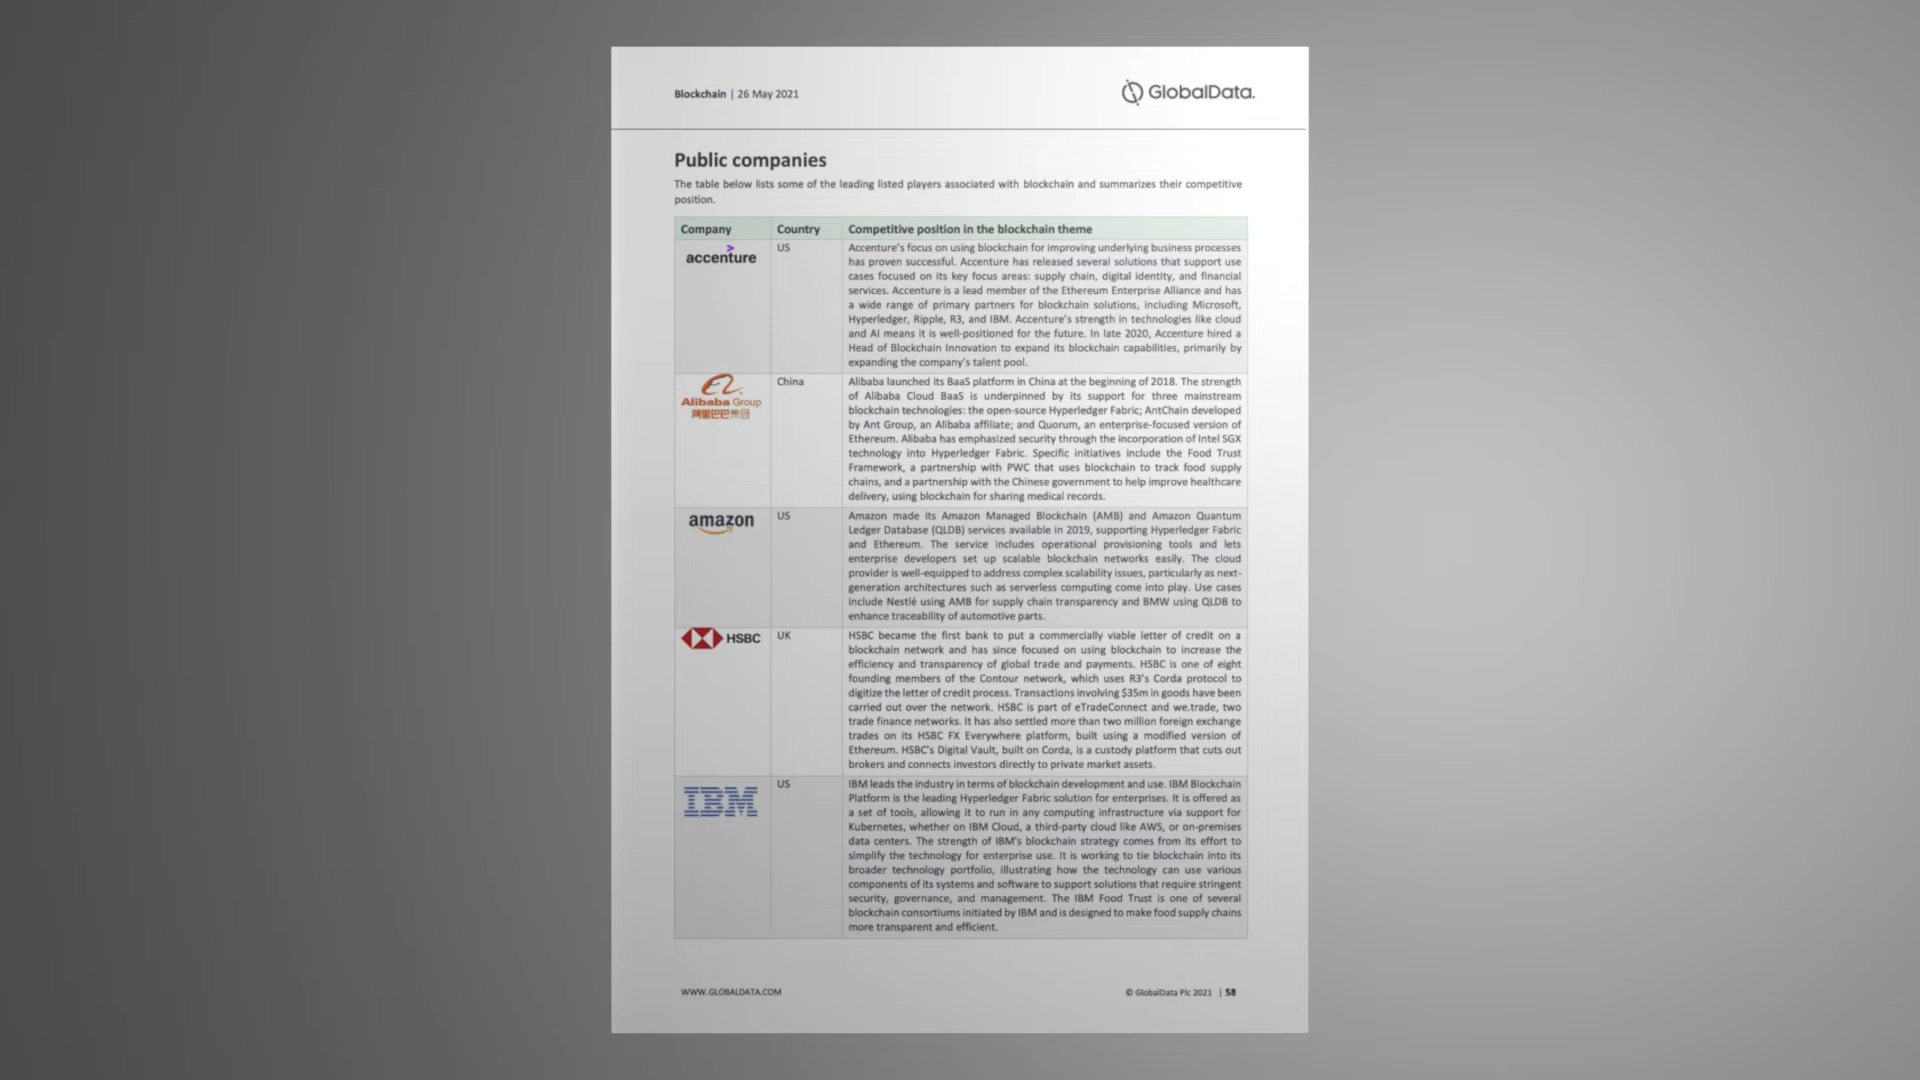 Blockchain | 26 May 2021
GlobalData.
Public companies
The table below lists some of the leading listed players associated with blockchain and summarizes their competitive
position.
Company Country Competitive position in the blockchain theme
accenture
US
Accenture's focus on using blockchain for improving underlying business processes
has proven successful. Accenture has released several solutions that support use
cases focused on its key focus areas: supply chain, digital identity, and financial
services. Accenture is a lead member of the Ethereum Enterprise Alliance and has
a wide range of primary partners for blockchain solutions, including Microsoft,
Hyperledger, Ripple, R3, and IBM. Accenture's strength in technologies like cloud
and AI means it is well-positioned for the future. In late 2020, Accenture hired a
Head of Blockchain Innovation to expand its blockchain capabilities, primarily by
expanding the company's talent pool.
Alibaba Group
阿里巴巴集团
China
Alibaba launched its BaaS platform in China at the beginning of 2018. The strength
of Alibaba Cloud BaaS is underpinned by its support for three mainstream
blockchain technologies: the open-source Hyperledger Fabric; AntChain developed
by Ant Group, an Alibaba affiliate; and Quorum, an enterprise-focused version of
Ethereum. Alibaba has emphasized security through the incorporation of Intel SGX
technology into Hyperledger Fabric. Specific initiatives include the Food Trust
Framework, a partnership with PWC that uses blockchain to track food supply
chains, and a partnership with the Chinese government to help improve healthcare
delivery, using blockchain for sharing medical records.
amazon
US
Amazon made its Amazon Managed Blockchain (AMB) and Amazon Quantum
Ledger Database (QLDB) services available in 2019, supporting Hyperledger Fabric
and Ethereum. The service includes operational provisioning tools and lets
enterprise developers set up scalable blockchain networks easily. The cloud
provider is well-equipped to address complex scalability issues, particularly as next-
generation architectures such as serverless computing come into play. Use cases
include Nestlé using AMB for supply chain transparency and BMW using QLDB to
enhance traceability of automotive parts.
HSBC
UK
HSBC became the first bank to put a commercially viable letter of credit on a
blockchain network and has since focused on using blockchain to increase the
efficiency and transparency of global trade and payments. HSBC is one of eight
founding members of the Contour network, which uses R3's Corda protocol to
digitize the letter of credit process. Transactions involving $35m in goods have been
carried out over the network. HSBC is part of eTradeConnect and we.trade, two
trade finance networks. It has also settled more than two million foreign exchange
trades on its HSBC FX Everywhere platform, built using a modified version of
Ethereum. HSBC's Digital Vault, built on Corda, is a custody platform that cuts out
brokers and connects investors directly to private market assets.
IBM
US
IBM leads the industry in terms of blockchain development and use. IBM Blockchain
Platform is the leading Hyperledger Fabric solution for enterprises. It is offered as
a set of tools, allowing it to run in any computing infrastructure via support for
Kubernetes, whether on IBM Cloud, a third-party cloud like AWS, or on-premises
data centers. The strength of IBM's blockchain strategy comes from its effort to
simplify the technology for enterprise use. It is working to tie blockchain into its
broader technology portfolio, illustrating how the technology can use various
components of its systems and software to support solutions that require stringent
security, governance, and management. The IBM Food Trust is one of several
blockchain consortiums initiated by IBM and is designed to make food supply chains
more transparent and efficient.
WWW.GLOBALDATA.COM
© GlobalData Plc 2021 | 58